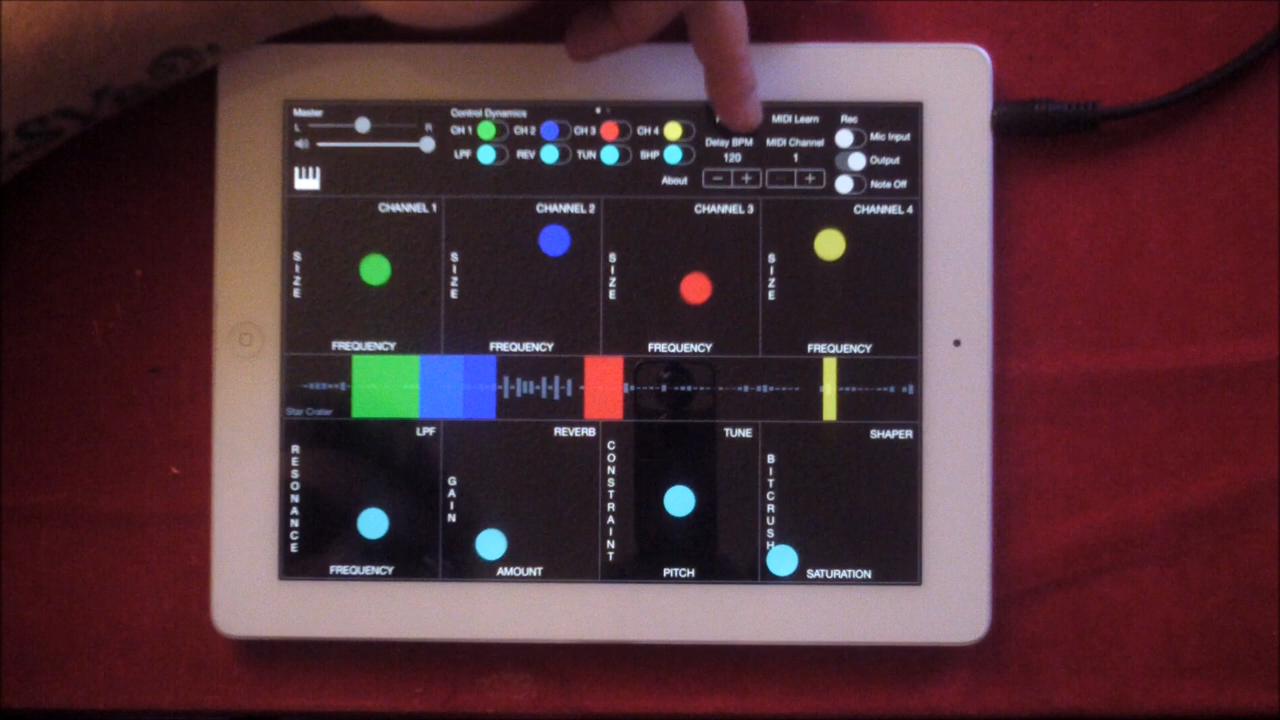 Master
Control Dynamics
MIDI Learn
Rec
L
R
CH 1
CH 2
CH 3
CH 4
Mic Input
Delay BPM
MIDI Channel
LPF
REV
TUN
SHP
120
1
Output
About
−
+
+
Note Off
CHANNEL 1
CHANNEL 2
CHANNEL 3
CHANNEL 4
SIZE
SIZE
SIZE
SIZE
FREQUENCY
FREQUENCY
FREQUENCY
FREQUENCY
Star Crater
LPF
REVERB
TUNE
SHAPER
RESONANCE
GAIN
CONSTRAINT
BITCRUSH
FREQUENCY
AMOUNT
PITCH
SATURATION